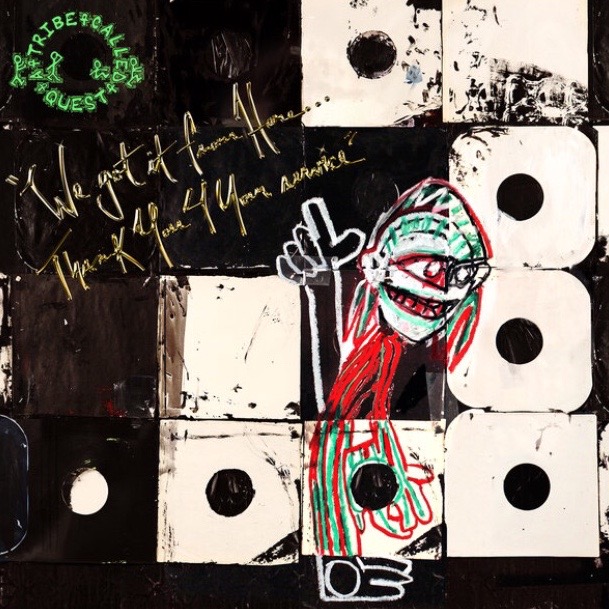 A TRIBE CALLED QUEST
"We got it from Here...
Thank You 4 Your service"